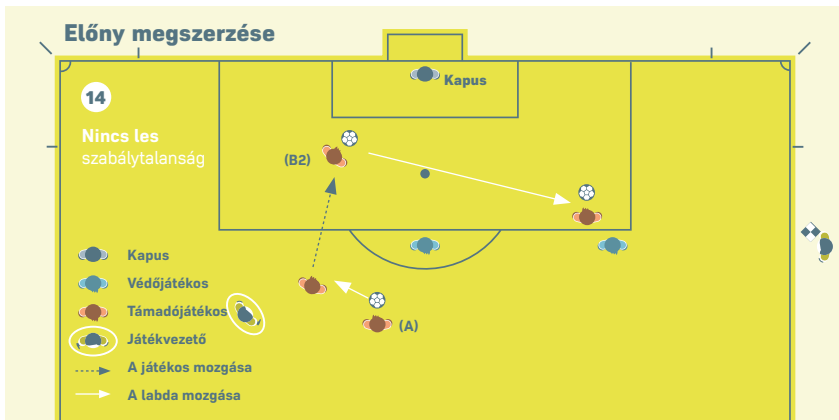 Előny megszerzése
Kapus
14
Nincs les
szabálytalanság
(B2)
Kapus
Védőjátékos
Támadójátékos
(A)
Játékvezető
A játékos mozgása
A labda mozgása